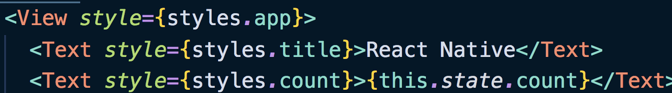 <View style={styles.app}>
<Text style={styles.title}>React Native</Text>
<Text style={styles.count}>{this.state.count}</Text>